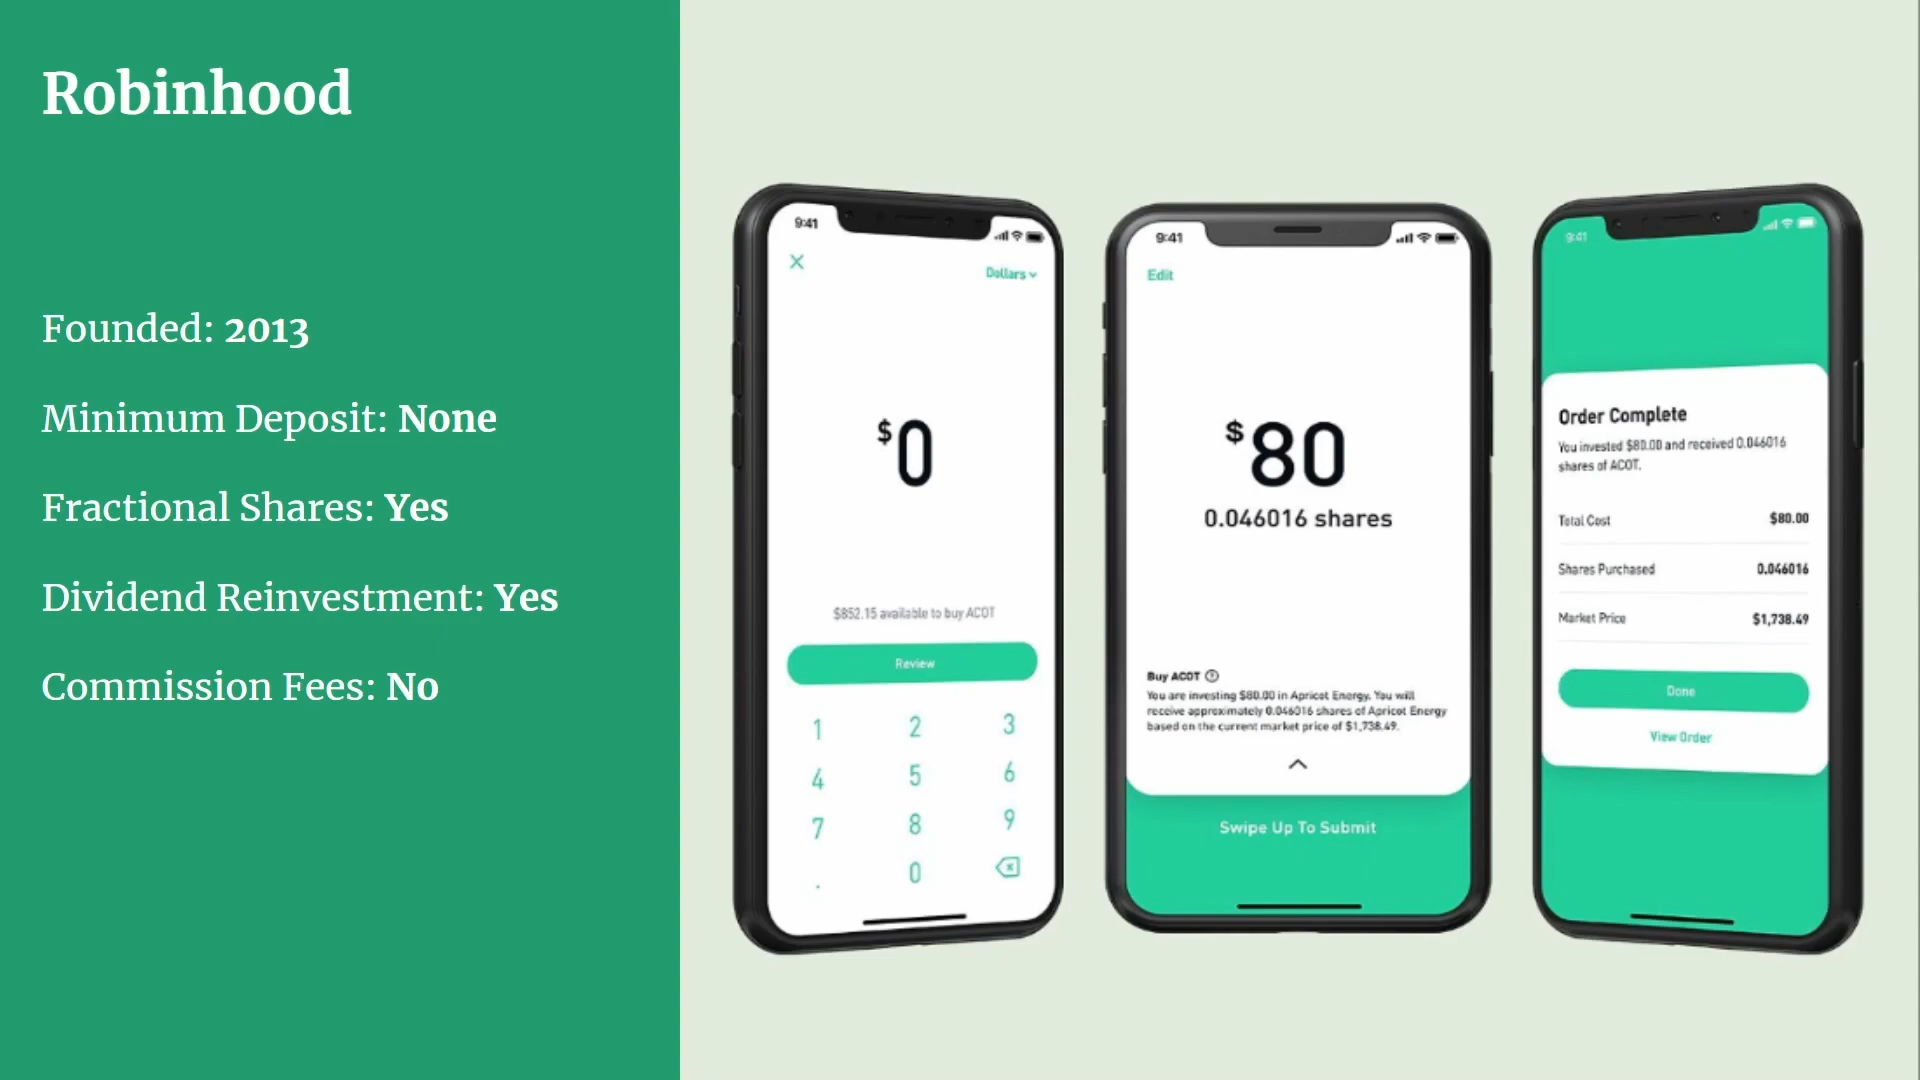 Robinhood
Founded: 2013
Minimum Deposit: None
Fractional Shares: Yes
Dividend Reinvestment: Yes
Commission Fees: No
9:41
Dollars
$0
$852.15 available to buy ACOT
Review
1 2 3
4 5 6
7 8 9
. 0
9:41
Edit
$80
0.046016 shares
Buy ACOT
You are investing $80.00 in Apricot Energy. You will
receive approximately 0.046016 shares of Apricot Energy
based on the current market price of $1,738.49.
Swipe Up To Submit
9:41
Order Complete
You invested $80.00 and received 0.046016
shares of ACOT.
Total Cost $80.00
Shares Purchased 0.046016
Market Price $1,738.49
Done
View Order